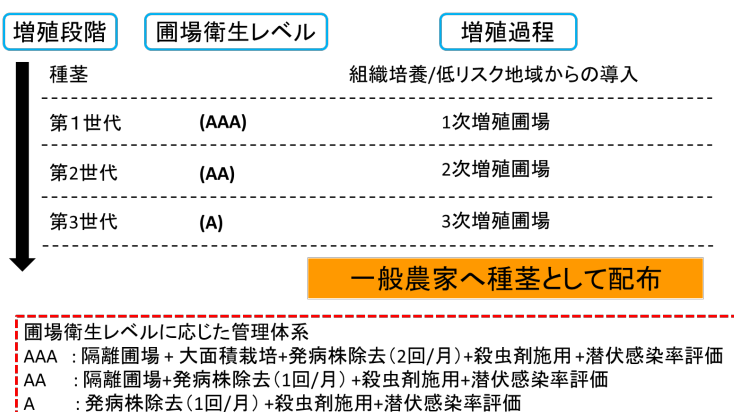 増殖段階 圃場衛生レベル 増殖過程
種茎 組織培養/低リスク地域からの導入
第1世代 (AAA) 1次増殖圃場
第2世代 (AA) 2次増殖圃場
第3世代 (A) 3次増殖圃場
一般農家へ種茎として配布
圃場衛生レベルに応じた管理体系
AAA :隔離圃場+大面積栽培+発病株除去(2回/月)+殺虫剤施用+潜伏感染率評価
AA :隔離圃場+発病株除去(1回/月)+殺虫剤施用+潜伏感染率評価
A :発病株除去(1回/月)+殺虫剤施用+潜伏感染率評価